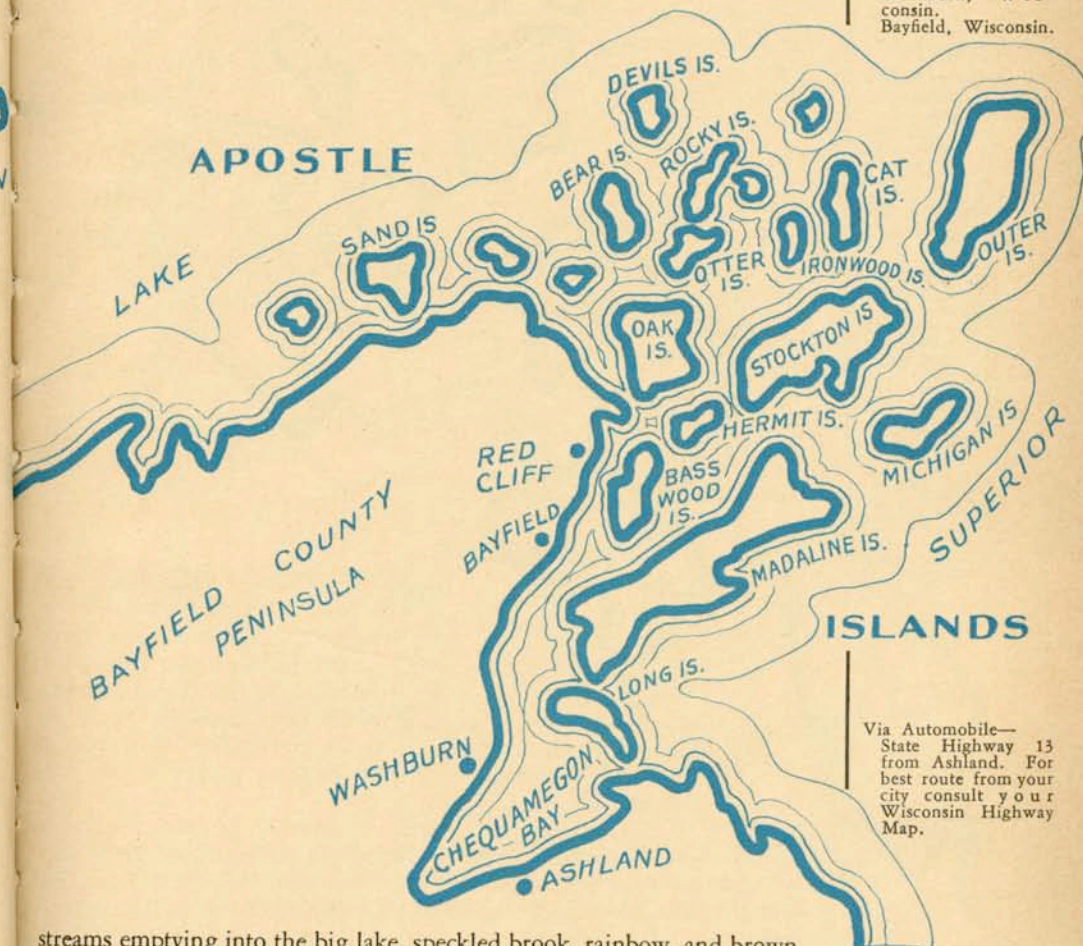 consin.
Bayfield, Wisconsin.
DEVILS IS.
APOSTLE
BEAR IS.
ROCKY IS.
CAT
IS.
SAND IS
LAKE
OTTER
IS.
IRONWOOD IS.
OUTER
IS.
OAK
IS.
STOCKTON IS
HERMIT IS.
MICHIGAN IS
RED
CLIFF
BASS
WOOD
IS.
SUPERIOR
BAYFIELD
BAYFIELD COUNTY
PENINSULA
MADALINE IS.
ISLANDS
LONG IS.
Via Automobile—
State Highway 13
from Ashland. For
best route from your
city consult your
Wisconsin Highway
Map.
WASHBURN
CHEQUAMEGON
BAY
ASHLAND
streams emptying into the big lake, speckled brook, rainbow, and brown